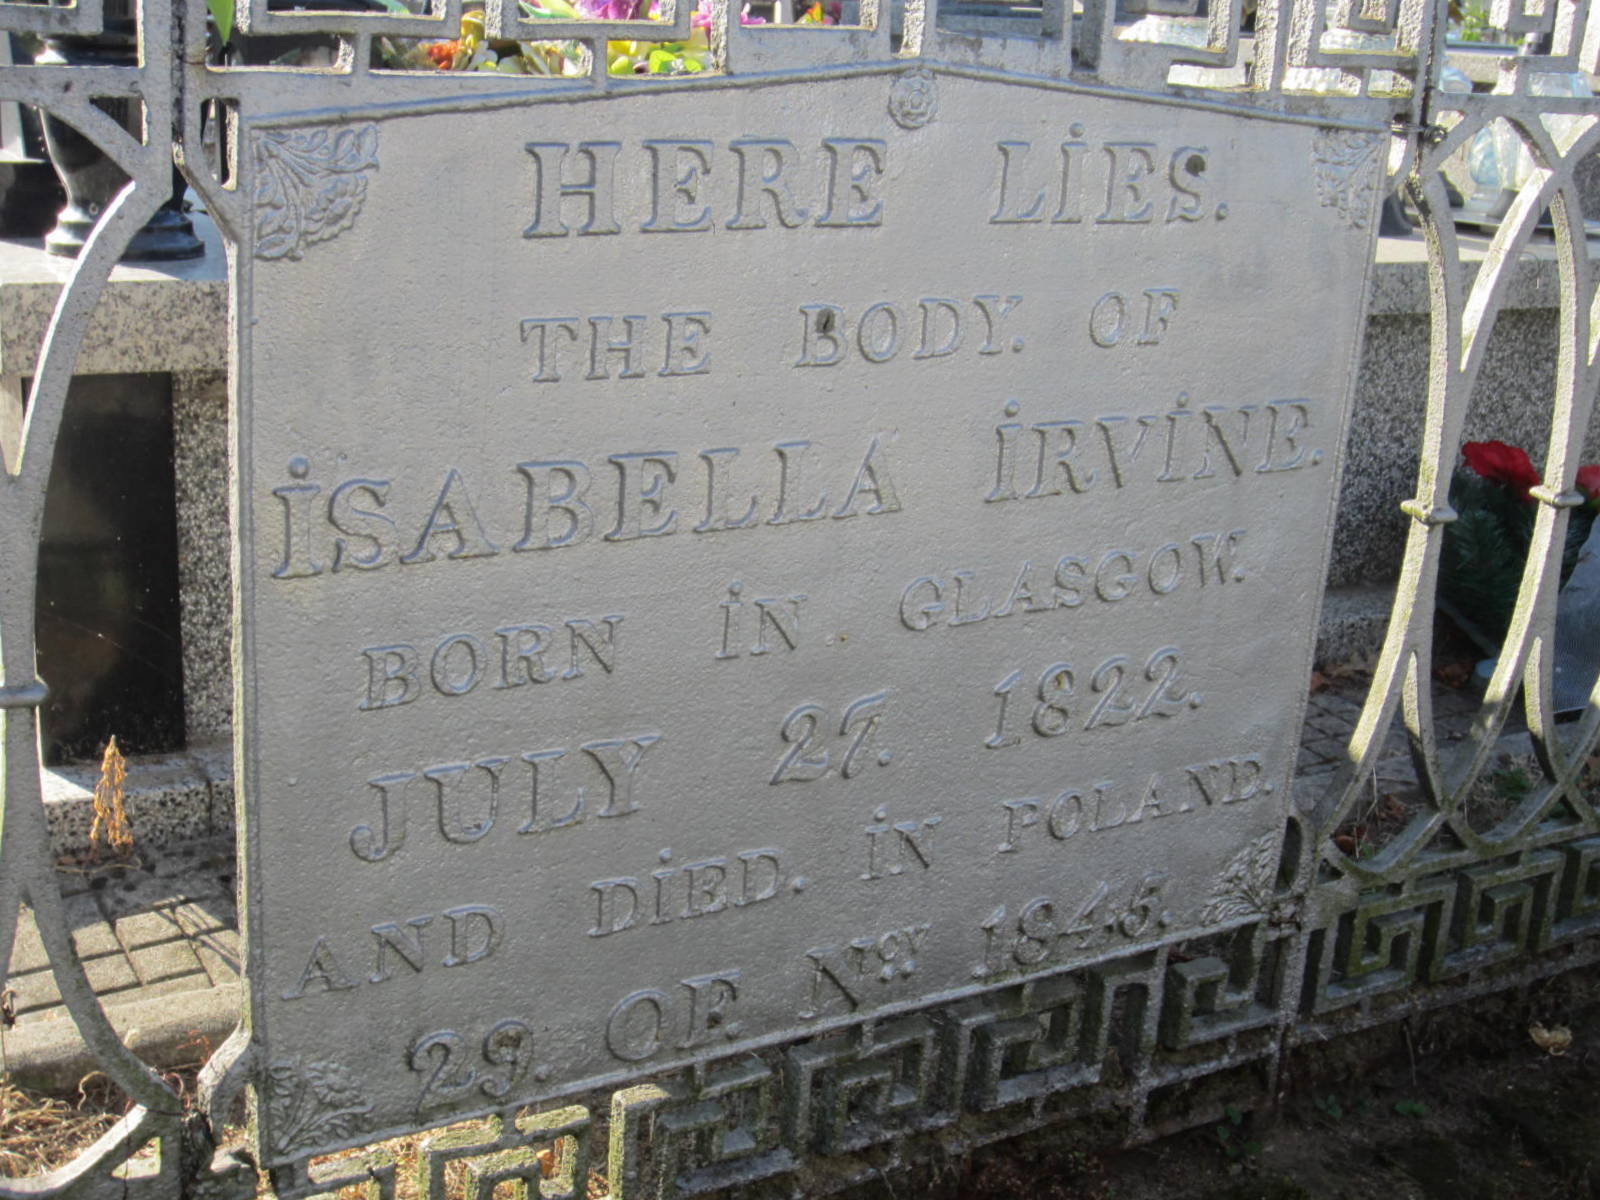 HERE LİES.
THE BODY. OF
İSABELLA İRVİNE.
BORN İN GLASGOW.
JULY 27. 1822.
AND DİED. İN POLAND.
29. OF. NOV 1845.